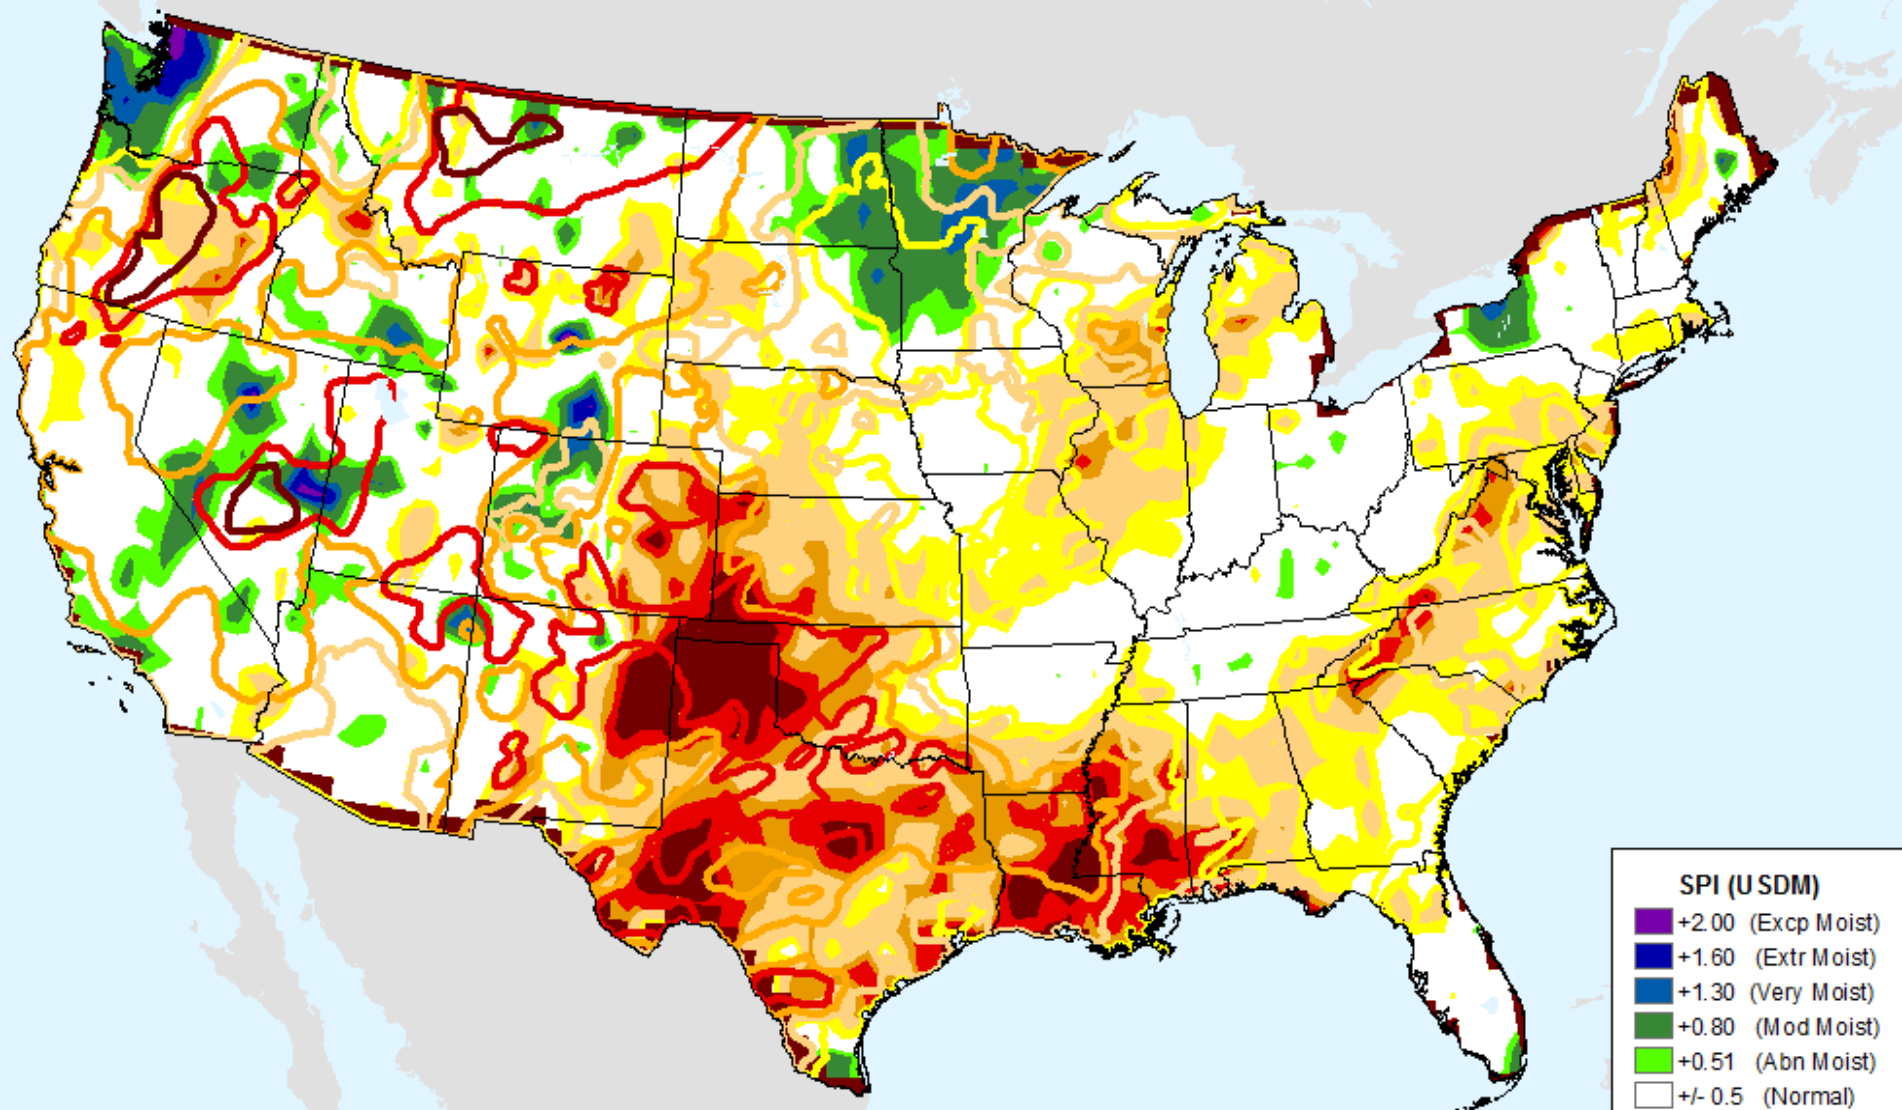 SPI (USDM)
+2.00 (Excp Moist)
+1.60 (Extr Moist)
+1.30 (Very Moist)
+0.80 (Mod Moist)
+0.51 (Abn Moist)
+/- 0.5 (Normal)